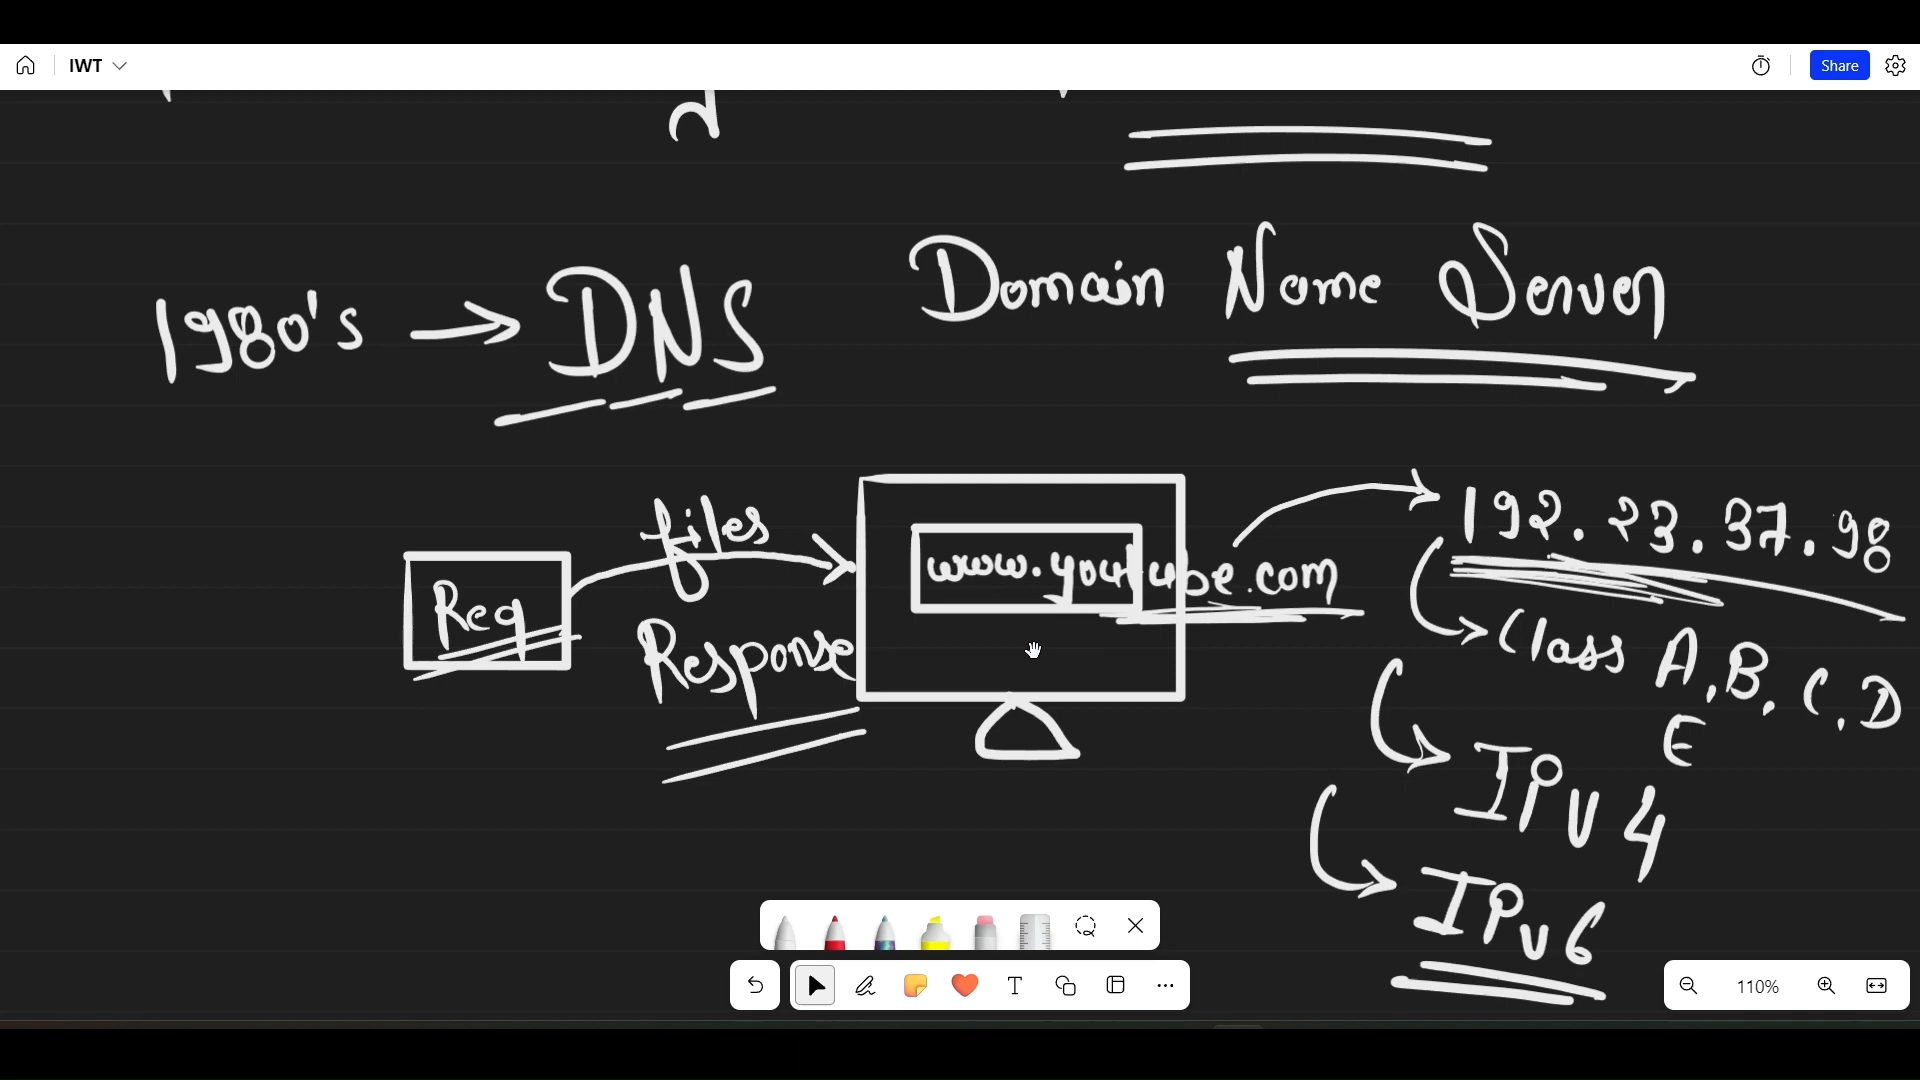 IWT
Share
1980's → DNS
Domain Name Server
Req
files
Response
www.youtube.com
192.23.37.98
Class A, B, C, D
E
IPv4
IPv6
T
110%